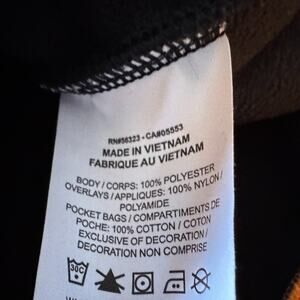 RN#56323 - CA#05553
MADE IN VIETNAM
FABRIQUE AU VIETNAM
BODY / CORPS: 100% POLYESTER
OVERLAYS / APPLIQUES: 100% NYLON /
POLYAMIDE
POCKET BAGS / COMPARTIMENTS DE
POCHE: 100% COTTON / COTON
EXCLUSIVE OF DECORATION /
DECORATION NON COMPRISE
30C